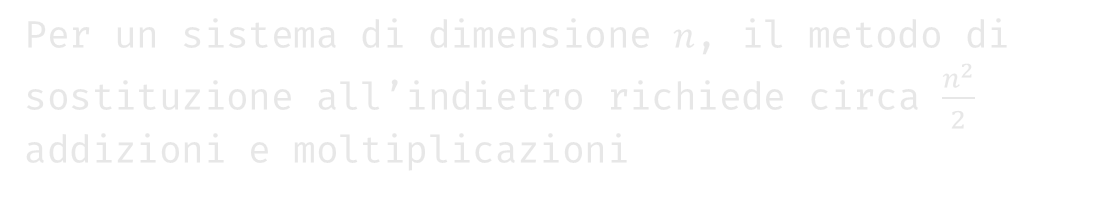 Per un sistema di dimensione n, il metodo di
sostituzione all’indietro richiede circa n²/2
addizioni e moltiplicazioni